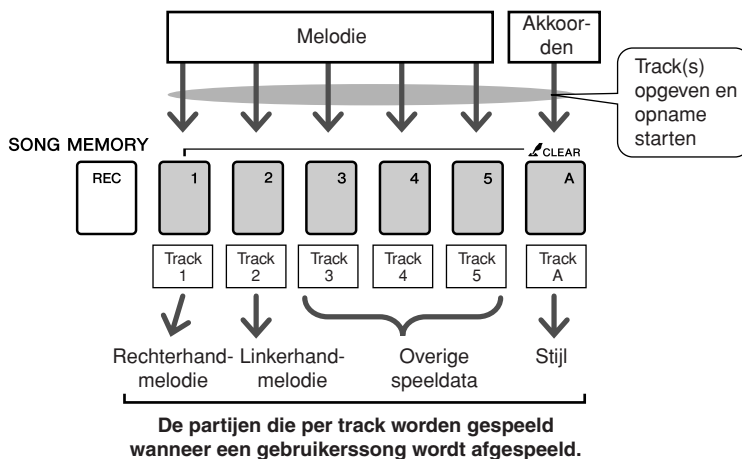 Melodie
Akkoor-
den
Track(s)
opgeven en
opname
starten
SONG MEMORY
CLEAR
REC
1
2
3
4
5
A
Track
1
Track
2
Track
3
Track
4
Track
5
Track
A
Rechterhand-
melodie
Linkerhand-
melodie
Overige
speeldata
Stijl
De partijen die per track worden gespeeld
wanneer een gebruikerssong wordt afgespeeld.